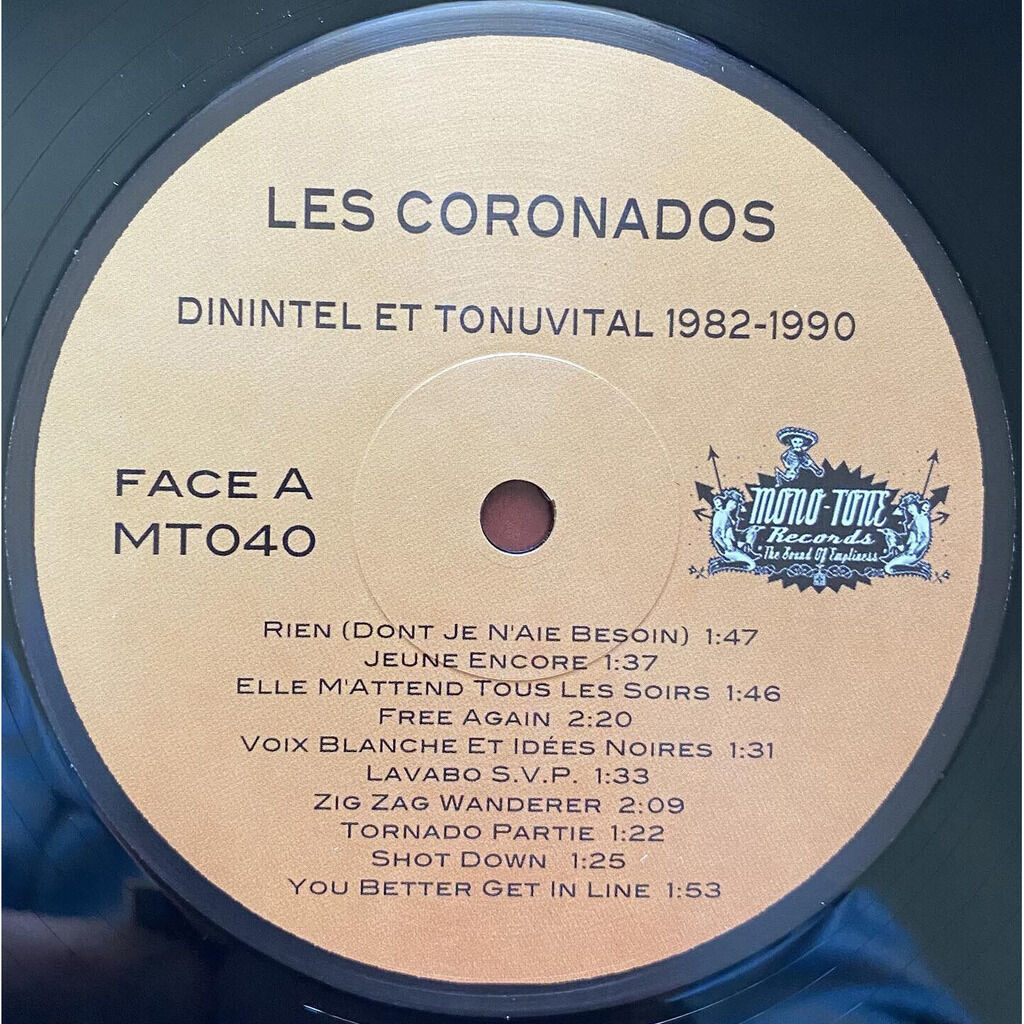 LES CORONADOS
DININTEL ET TONUVITAL 1982-1990
FACE A
MT040
MONO-TONE
Records
The Sound Of Emptiness
RIEN (DONT JE N'AIE BESOIN) 1:47
JEUNE ENCORE 1:37
ELLE M'ATTEND TOUS LES SOIRS 1:46
FREE AGAIN 2:20
VOIX BLANCHE ET IDÉES NOIRES 1:31
LAVABO S.V.P. 1:33
ZIG ZAG WANDERER 2:09
TORNADO PARTIE 1:22
SHOT DOWN 1:25
YOU BETTER GET IN LINE 1:53